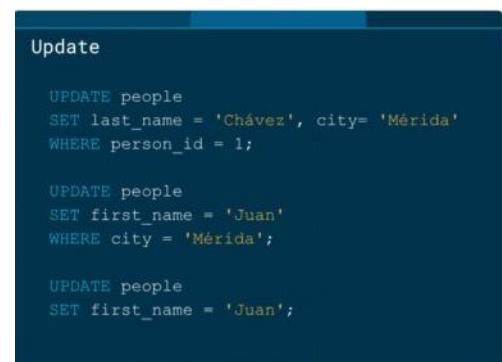 Update
UPDATE people
SET last_name = 'Chávez', city= 'Mérida'
WHERE person_id = 1;
UPDATE people
SET first_name = 'Juan'
WHERE city = 'Mérida';
UPDATE people
SET first_name = 'Juan';